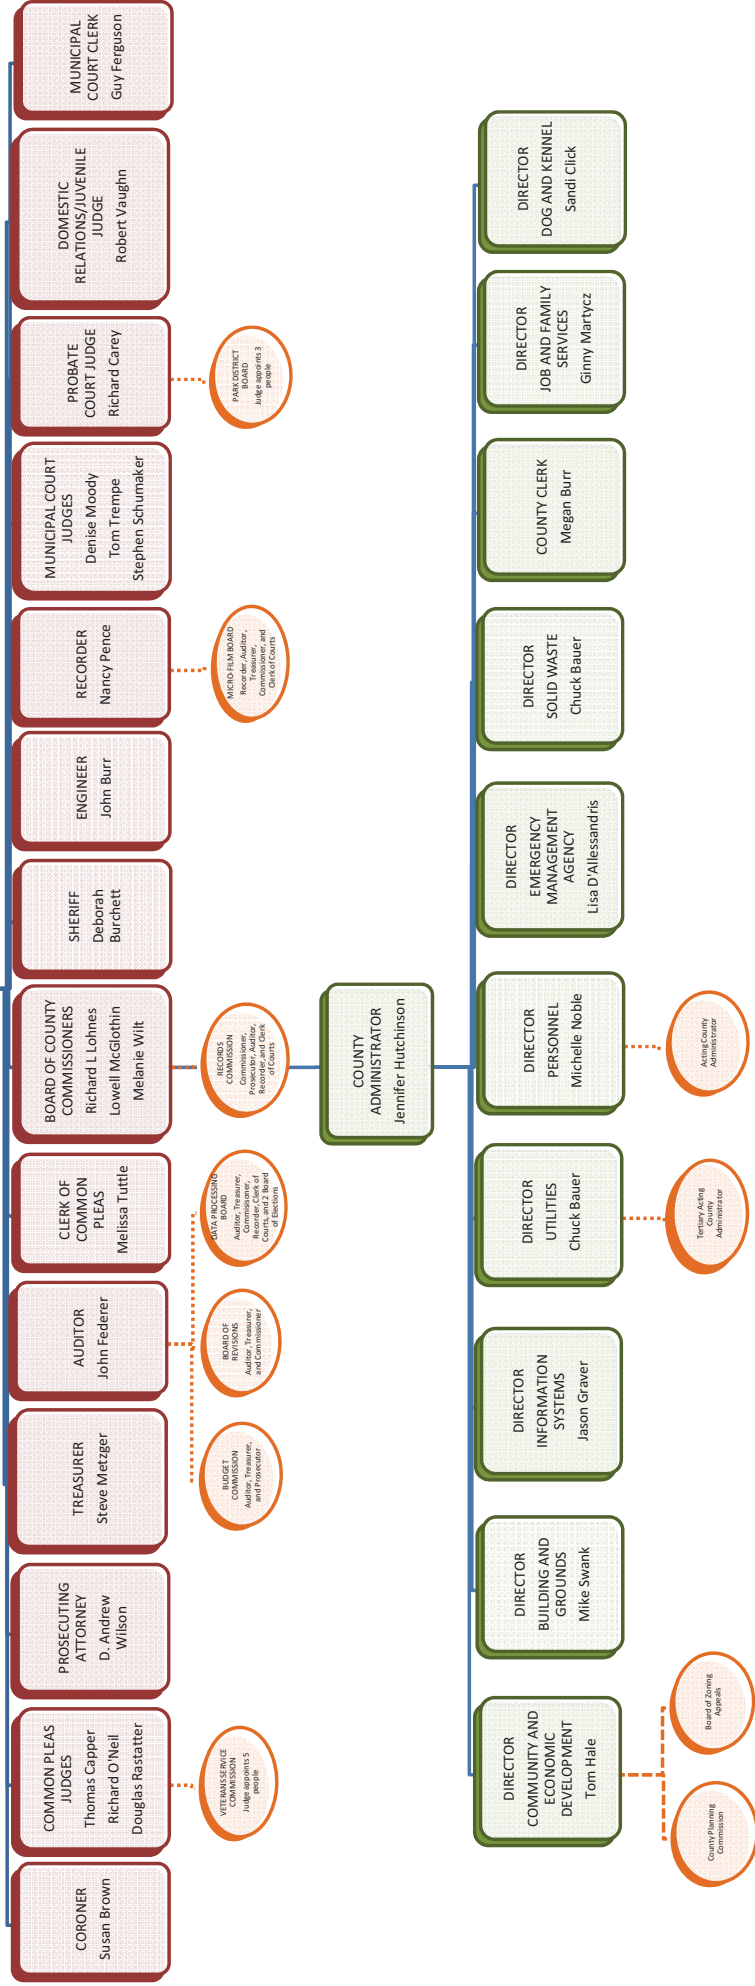 CORONER
Susan Brown
COMMON PLEAS
JUDGES
Thomas Capper
Richard O'Neil
Douglas Rastatter
PROSECUTING
ATTORNEY
D. Andrew
Wilson
TREASURER
Steve Metzger
AUDITOR
John Federer
CLERK OF
COMMON
PLEAS
Melissa Tuttle
BOARD OF COUNTY
COMMISSIONERS
Richard L Lohnes
Lowell McGlothin
Melanie Wilt
SHERIFF
Deborah
Burchett
ENGINEER
John Burr
RECORDER
Nancy Pence
MUNICIPAL COURT
JUDGES
Denise Moody
Tom Trempe
Stephen Schumaker
PROBATE
COURT JUDGE
Richard Carey
DOMESTIC
RELATIONS/JUVENILE
JUDGE
Robert Vaughn
MUNICIPAL
COURT CLERK
Guy Ferguson
VETERANS SERVICE
COMMISSION
Judge appoints 5
people
BUDGET
COMMISSION
Auditor, Treasurer,
and Prosecutor
BOARD OF
REVISIONS
Auditor, Treasurer,
and Commissioner
DATA PROCESSING
BOARD
Auditor, Treasurer,
Commisisoner,
Recorder, Clerk of
Courts, and 2 Board
of Elections
RECORDS
COMMISSION
Commissioner,
Prosecutor, Auditor,
Recorder, and Clerk
of Courts
MICRO-FILM BOARD
Recorder, Auditor,
Treasurer,
Commissioner, and
Clerk of Courts
PARK DISTRICT
BOARD
Judge appoints 3
people
COUNTY
ADMINISTRATOR
Jennifer Hutchinson
DIRECTOR
COMMUNITY AND
ECONOMIC
DEVELOPMENT
Tom Hale
DIRECTOR
BUILDING AND
GROUNDS
Mike Swank
DIRECTOR
INFORMATION
SYSTEMS
Jason Graver
DIRECTOR
UTILITIES
Chuck Bauer
DIRECTOR
PERSONNEL
Michelle Noble
DIRECTOR
EMERGENCY
MANAGEMENT
AGENCY
Lisa D'Allessandris
DIRECTOR
SOLID WASTE
Chuck Bauer
COUNTY CLERK
Megan Burr
DIRECTOR
JOB AND FAMILY
SERVICES
Ginny Martycz
DIRECTOR
DOG AND KENNEL
Sandi Click
County Planning
Commission
Board of Zoning
Appeals
Tertiary Acting
County
Administrator
Acting County
Administrator